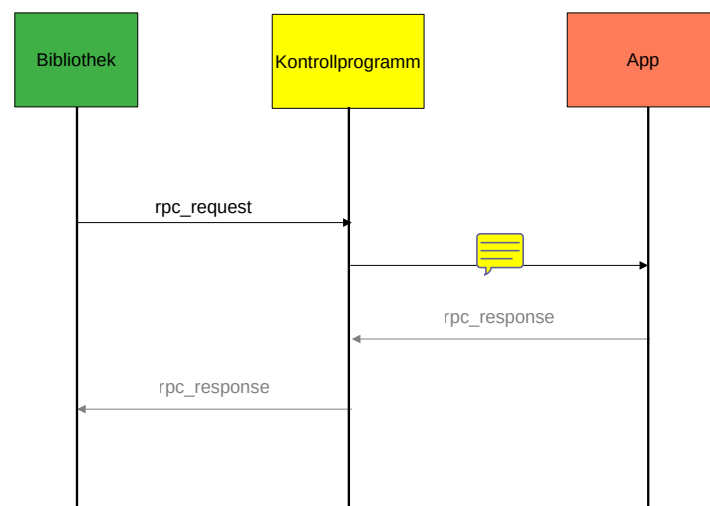 Bibliothek
Kontrollprogramm
App
rpc_request
rpc_response
rpc_response